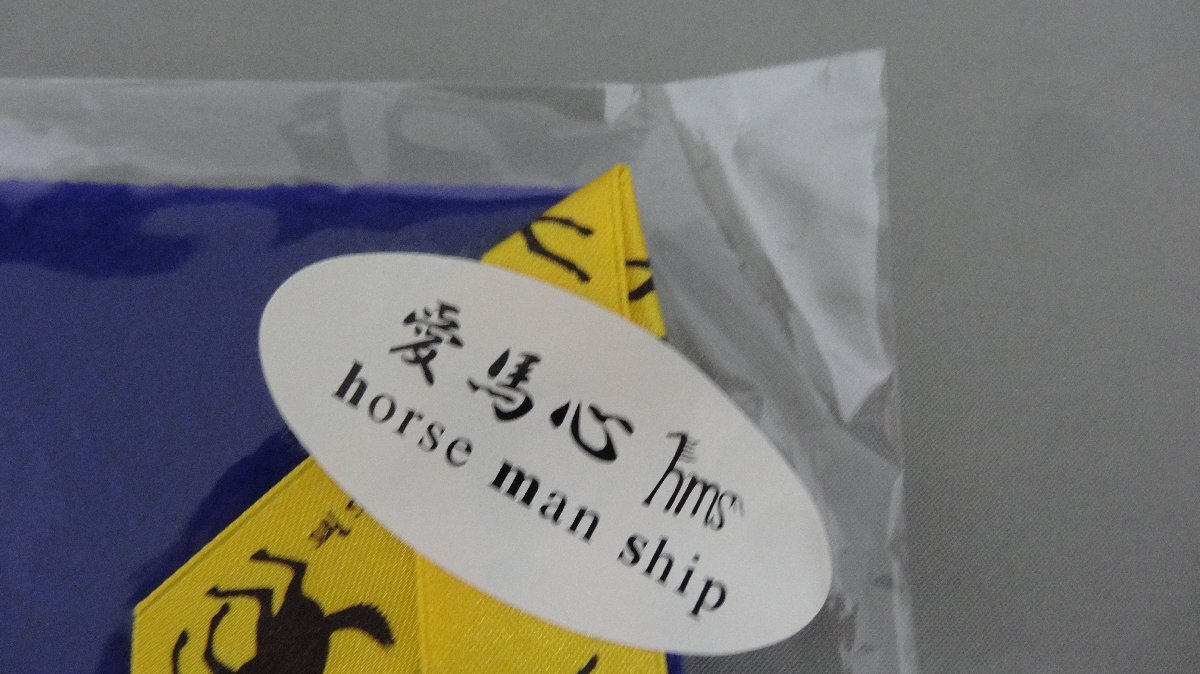 愛馬心
hms
horse man ship